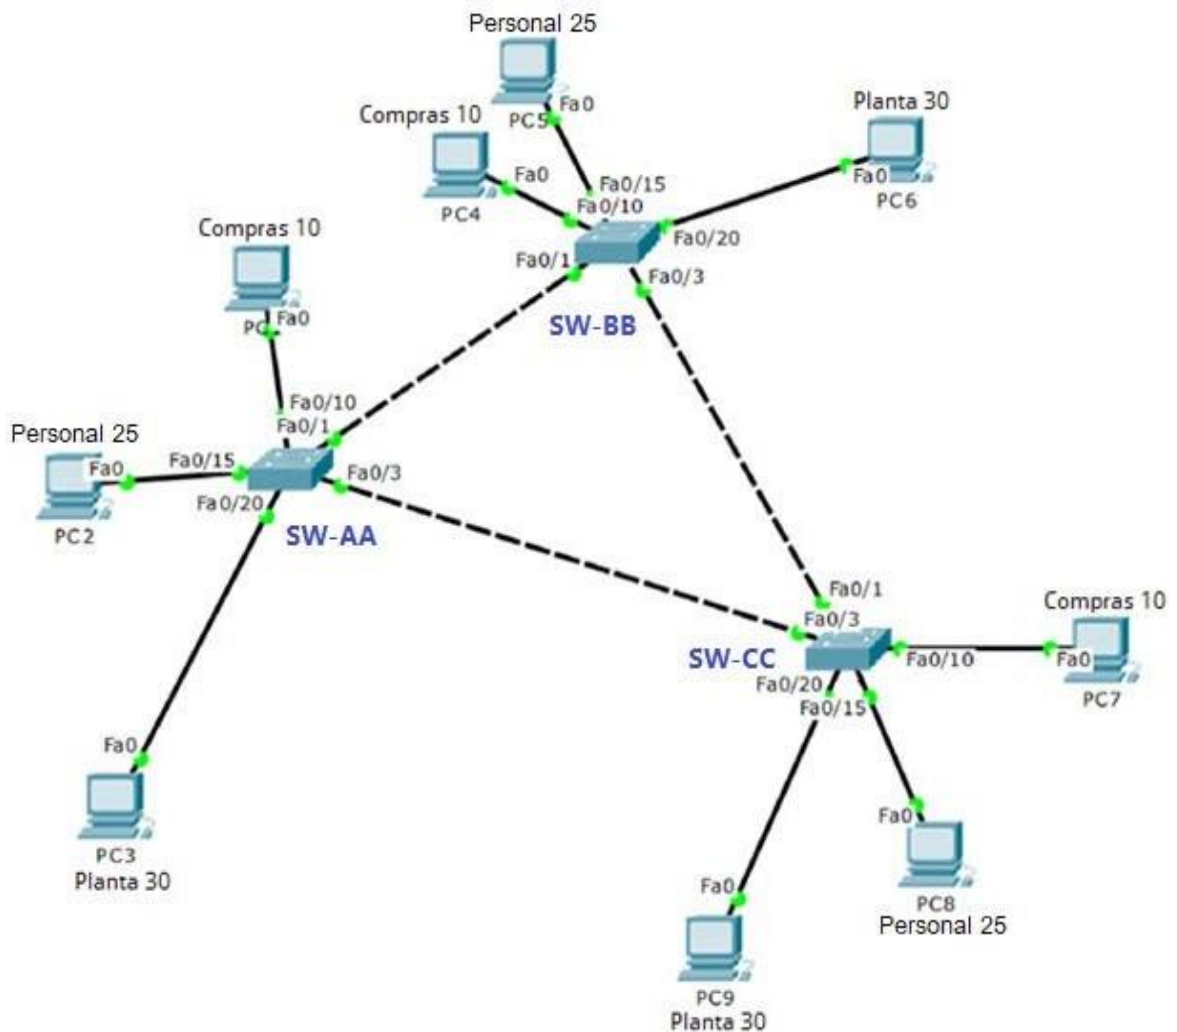 Personal 25
Fa0
PC5
Compras 10
Fa0
PC4
Planta 30
Fa0
PC6
Fa0/15
Fa0/10
Fa0/20
Fa0/1
Fa0/3
SW-BB
Compras 10
Fa0
Fa0/10
Fa0/1
Personal 25
Fa0
PC2
Fa0/15
Fa0/3
Fa0/20
SW-AA
Fa0/1
Fa0/3
Compras 10
SW-CC
Fa0/10
Fa0
PC7
Fa0/20
Fa0/15
Fa0
PC3
Planta 30
Fa0
PC8
Personal 25
Fa0
PC9
Planta 30